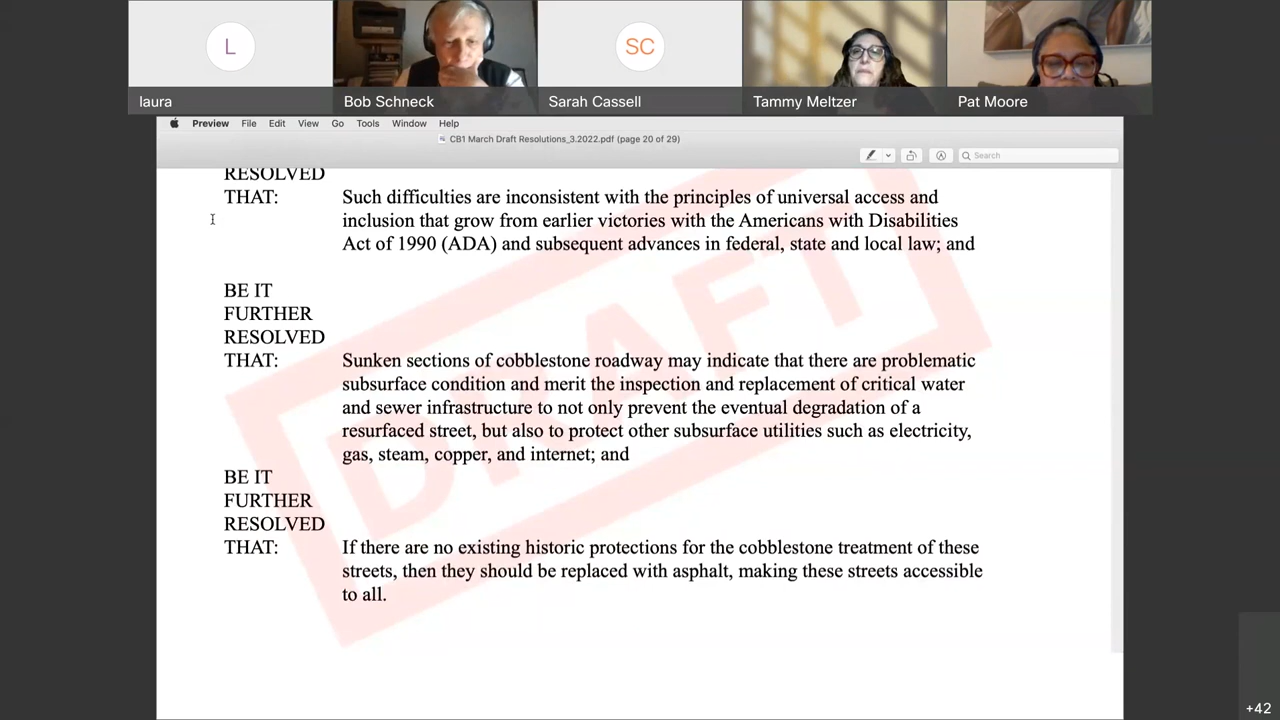 L
SC
laura
Bob Schneck
Sarah Cassell
Tammy Meltzer
Pat Moore
Preview File Edit View Go Tools Window Help
CB1 March Draft Resolutions_3.2022.pdf (page 20 of 29)
Search
RESOLVED
THAT: Such difficulties are inconsistent with the principles of universal access and
inclusion that grow from earlier victories with the Americans with Disabilities
Act of 1990 (ADA) and subsequent advances in federal, state and local law; and
BE IT
FURTHER
RESOLVED
THAT: Sunken sections of cobblestone roadway may indicate that there are problematic
subsurface condition and merit the inspection and replacement of critical water
and sewer infrastructure to not only prevent the eventual degradation of a
resurfaced street, but also to protect other subsurface utilities such as electricity,
gas, steam, copper, and internet; and
BE IT
FURTHER
RESOLVED
THAT: If there are no existing historic protections for the cobblestone treatment of these
streets, then they should be replaced with asphalt, making these streets accessible
to all.
DRAFT
+42